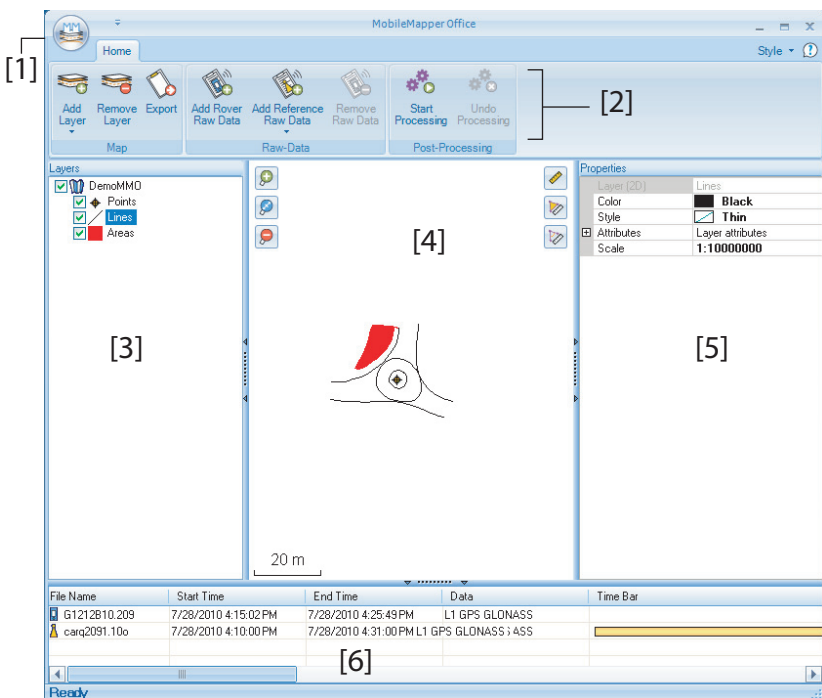 MM
MobileMapper Office
[1]
Home
Style
[2]
Add Layer
Remove Layer
Export
Add Rover Raw Data
Add Reference Raw Data
Remove Raw Data
Start Processing
Undo Processing
Map
Raw-Data
Post-Processing
Layers
DemoMMO
Points
Lines
Areas
[3]
[4]
20 m
Properties
Layer (2D) Lines
Color Black
Style Thin
Attributes Layer attributes
Scale 1:10000000
[5]
File Name Start Time End Time Data Time Bar
G1212B10.209 7/28/2010 4:15:02 PM 7/28/2010 4:25:49 PM L1 GPS GLONASS
carq2091.10o 7/28/2010 4:10:00 PM 7/28/2010 4:31:00 PM L1 GPS GLONASS ASS
[6]
Ready